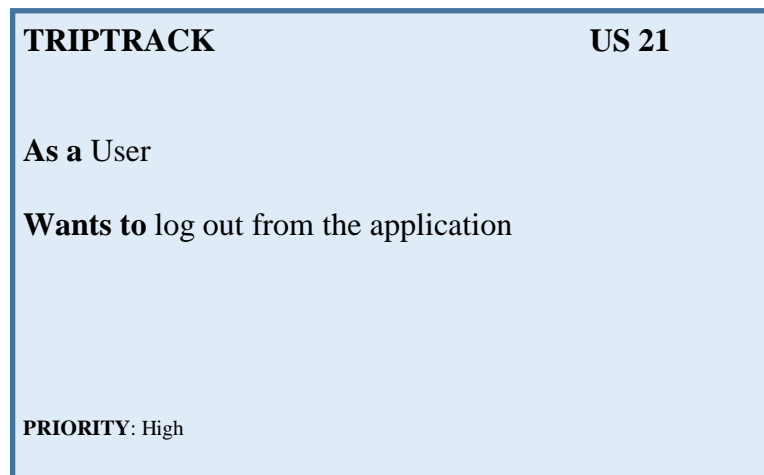 TRIPTRACK US 21
As a User
Wants to log out from the application
PRIORITY: High